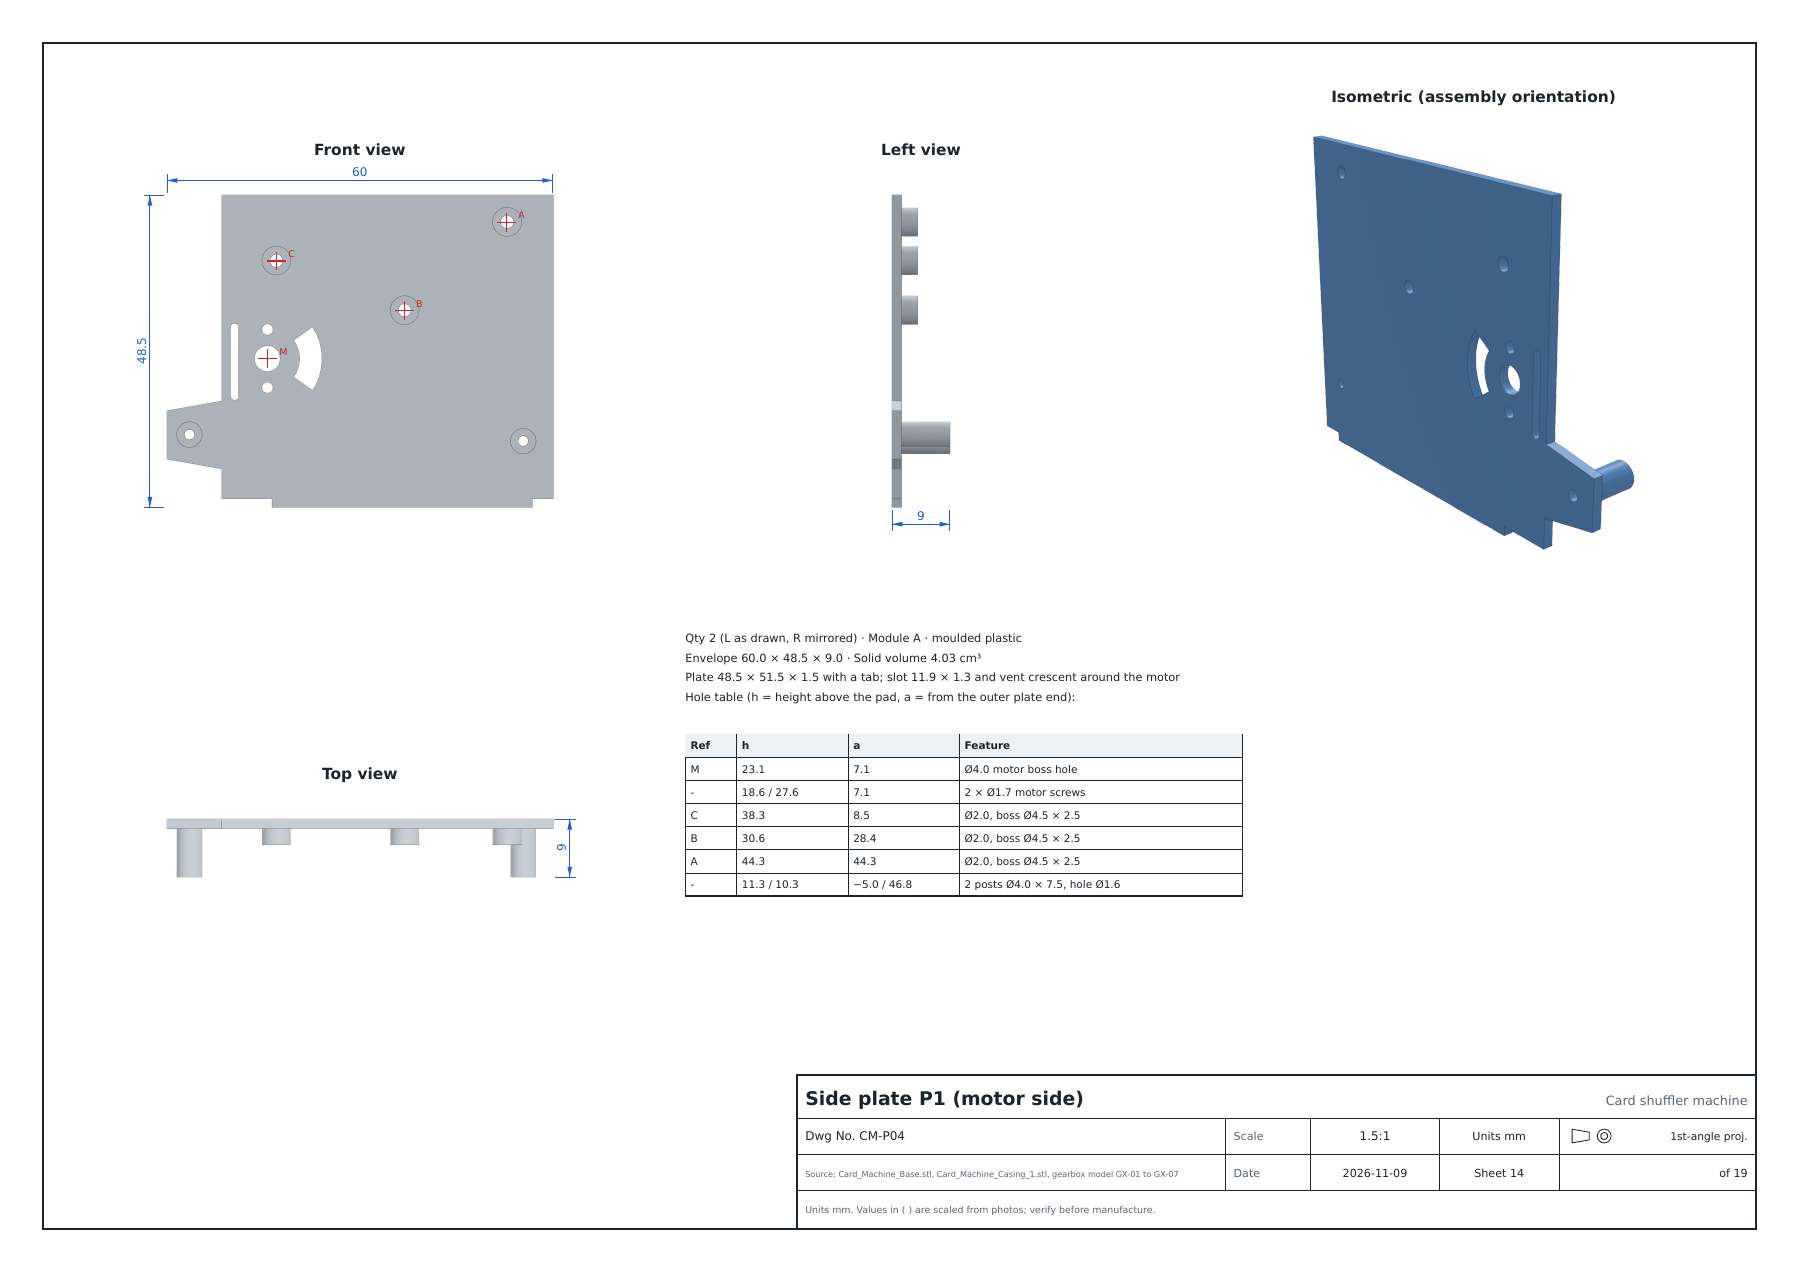 Isometric (assembly orientation)
Front view
Left view
60
A
C
B
M
48.5
9
Qty 2 (L as drawn, R mirrored) · Module A · moulded plastic
Envelope 60.0 × 48.5 × 9.0 · Solid volume 4.03 cm³
Plate 48.5 × 51.5 × 1.5 with a tab; slot 11.9 × 1.3 and vent crescent around the motor
Hole table (h = height above the pad, a = from the outer plate end):
Ref h a Feature
M 23.1 7.1 Ø4.0 motor boss hole
- 18.6 / 27.6 7.1 2 × Ø1.7 motor screws
C 38.3 8.5 Ø2.0, boss Ø4.5 × 2.5
B 30.6 28.4 Ø2.0, boss Ø4.5 × 2.5
A 44.3 44.3 Ø2.0, boss Ø4.5 × 2.5
- 11.3 / 10.3 −5.0 / 46.8 2 posts Ø4.0 × 7.5, hole Ø1.6
Top view
9
Side plate P1 (motor side) Card shuffler machine
Dwg No. CM-P04 Scale 1.5:1 Units mm 1st-angle proj.
Source: Card_Machine_Base.stl, Card_Machine_Casing_1.stl, gearbox model GX-01 to GX-07 Date 2026-11-09 Sheet 14 of 19
Units mm. Values in ( ) are scaled from photos; verify before manufacture.